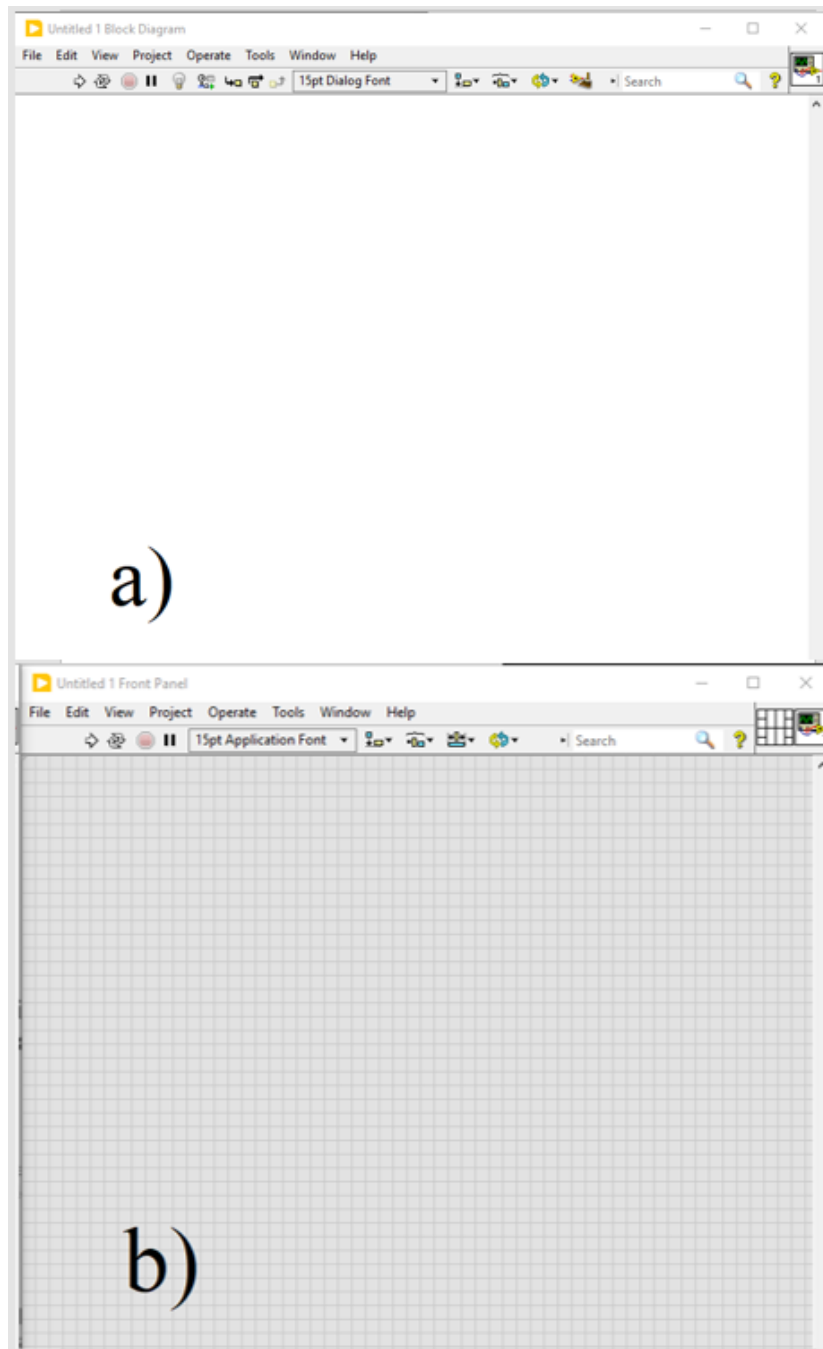 Untitled 1 Block Diagram
File Edit View Project Operate Tools Window Help
15pt Dialog Font Search
1
a)
Untitled 1 Front Panel
File Edit View Project Operate Tools Window Help
15pt Application Font Search
b)